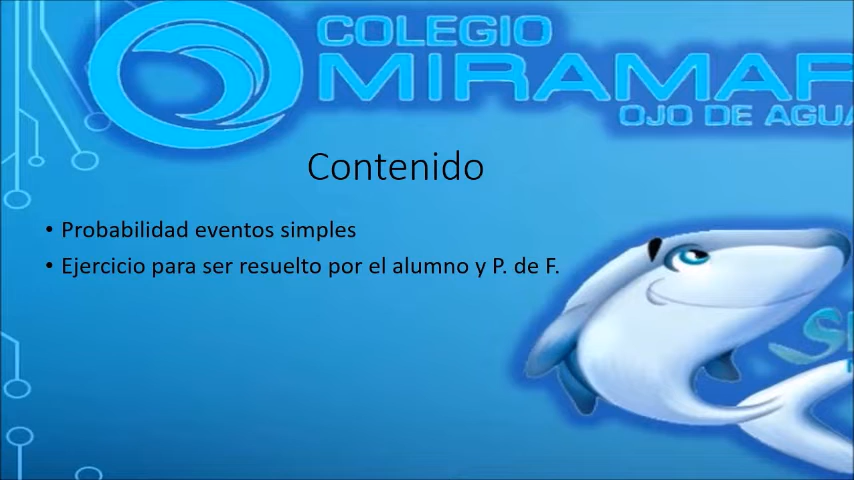 COLEGIO
MIRAMAR
OJO DE AGUA
Contenido
• Probabilidad eventos simples
• Ejercicio para ser resuelto por el alumno y P. de F.